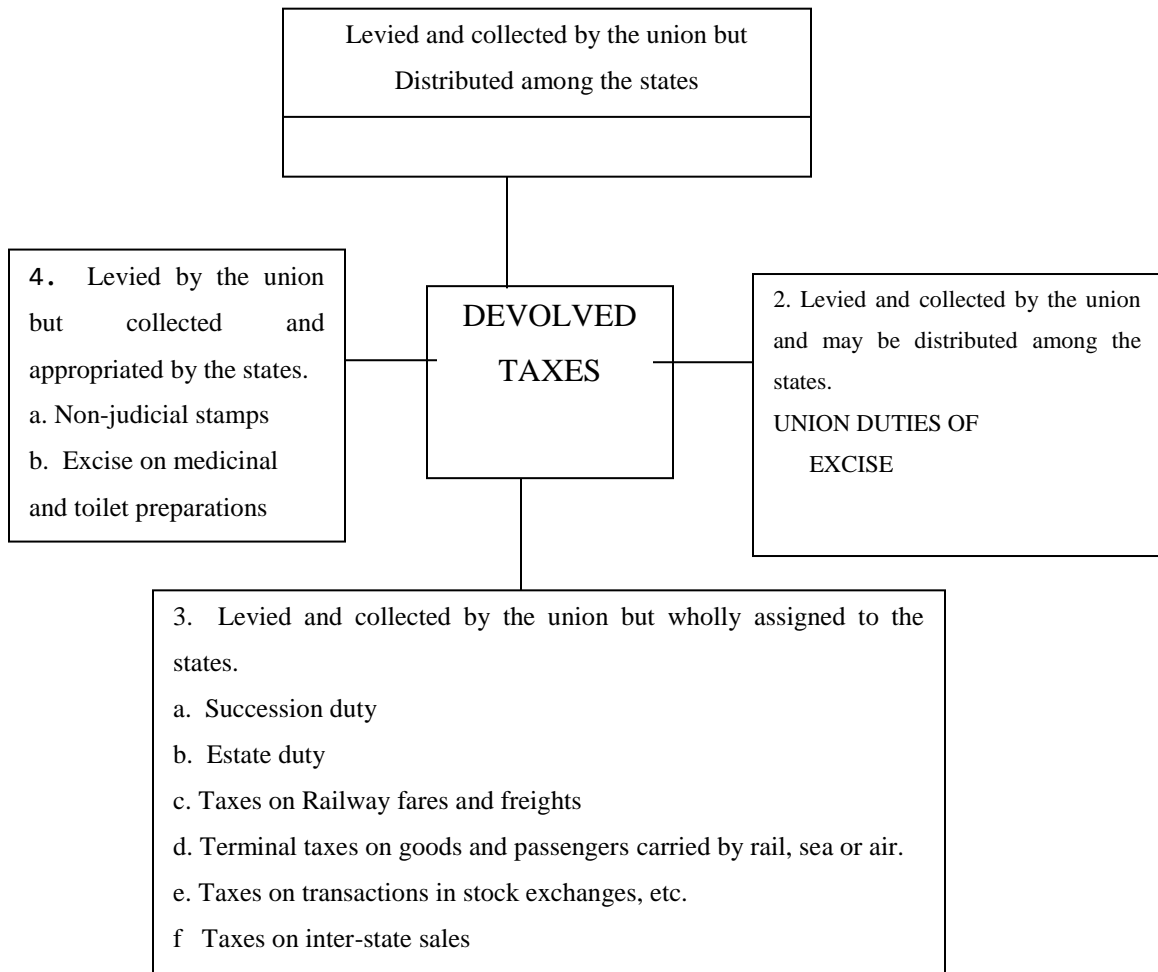 Levied and collected by the union but
Distributed among the states
4. Levied by the union
but collected and
appropriated by the states.
a. Non-judicial stamps
b. Excise on medicinal
and toilet preparations
DEVOLVED
TAXES
2. Levied and collected by the union
and may be distributed among the
states.
UNION DUTIES OF
EXCISE
3. Levied and collected by the union but wholly assigned to the
states.
a. Succession duty
b. Estate duty
c. Taxes on Railway fares and freights
d. Terminal taxes on goods and passengers carried by rail, sea or air.
e. Taxes on transactions in stock exchanges, etc.
f Taxes on inter-state sales